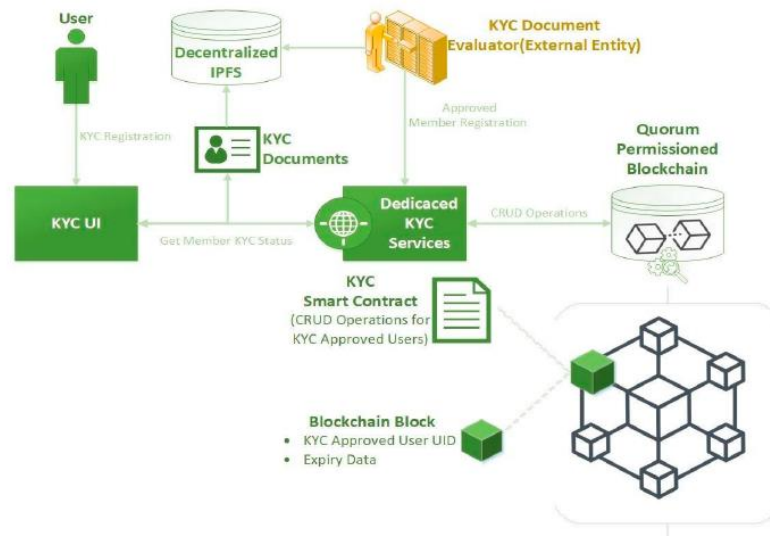 User
Decentralized
IPFS
KYC Document
Evaluator(External Entity)
KYC Registration
KYC
Documents
Approved
Member Registration
Quorum
Permissioned
Blockchain
KYC UI
Get Member KYC Status
Dedicaced
KYC
Services
CRUD Operations
KYC
Smart Contract
(CRUD Operations for
KYC Approved Users)
Blockchain Block
• KYC Approved User UID
• Expiry Data